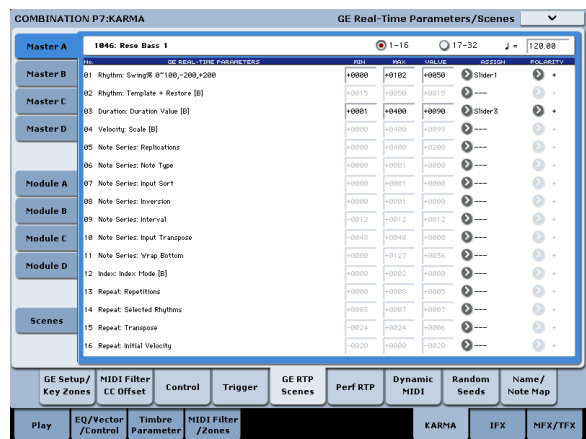 COMBINATION P7:KARMA GE Real-Time Parameters/Scenes
Master A
Master B
Master C
Master D
Module A
Module B
Module C
Module D
Scenes
1046: Reso Bass 1 1-16 17-32 ♩ = 120.00
No. GE REAL-TIME PARAMETERS MIN MAX VALUE ASSIGN POLARITY
01 Rhythm: Swing% 0~100,-200,+200 +0000 +0102 +0050 Slider1 +
02 Rhythm: Template + Restore [B] +0015 +0050 +0015 --- +
03 Duration: Duration Value [B] +0001 +0400 +0090 Slider3 +
04 Velocity: Scale [B] +0000 +0400 +0099 --- +
05 Note Series: Replications +0000 +0400 +0200 --- +
06 Note Series: Note Type +0000 +0001 +0000 --- +
07 Note Series: Input Sort +0000 +0001 +0000 --- +
08 Note Series: Inversion +0000 +0001 +0000 --- +
09 Note Series: Interval -0012 +0012 +0012 --- +
10 Note Series: Input Transpose -0048 +0048 +0000 --- +
11 Note Series: Wrap Bottom +0000 +0127 +0036 --- +
12 Index: Index Mode [B] +0000 +0002 +0000 --- +
13 Repeat: Repetitions +0000 +0008 +0005 --- +
14 Repeat: Selected Rhythms +0003 +0007 +0007 --- +
15 Repeat: Transpose -0024 +0024 +0006 --- +
16 Repeat: Initial Velocity -0020 +0000 -0020 --- +
GE Setup/
Key Zones
MIDI Filter
CC Offset
Control
Trigger
GE RTP
Scenes
Perf RTP
Dynamic
MIDI
Random
Seeds
Name/
Note Map
Play
EQ/Vector
/Control
Timbre
Parameter
MIDI Filter
/Zones
KARMA
IFX
MFX/TFX